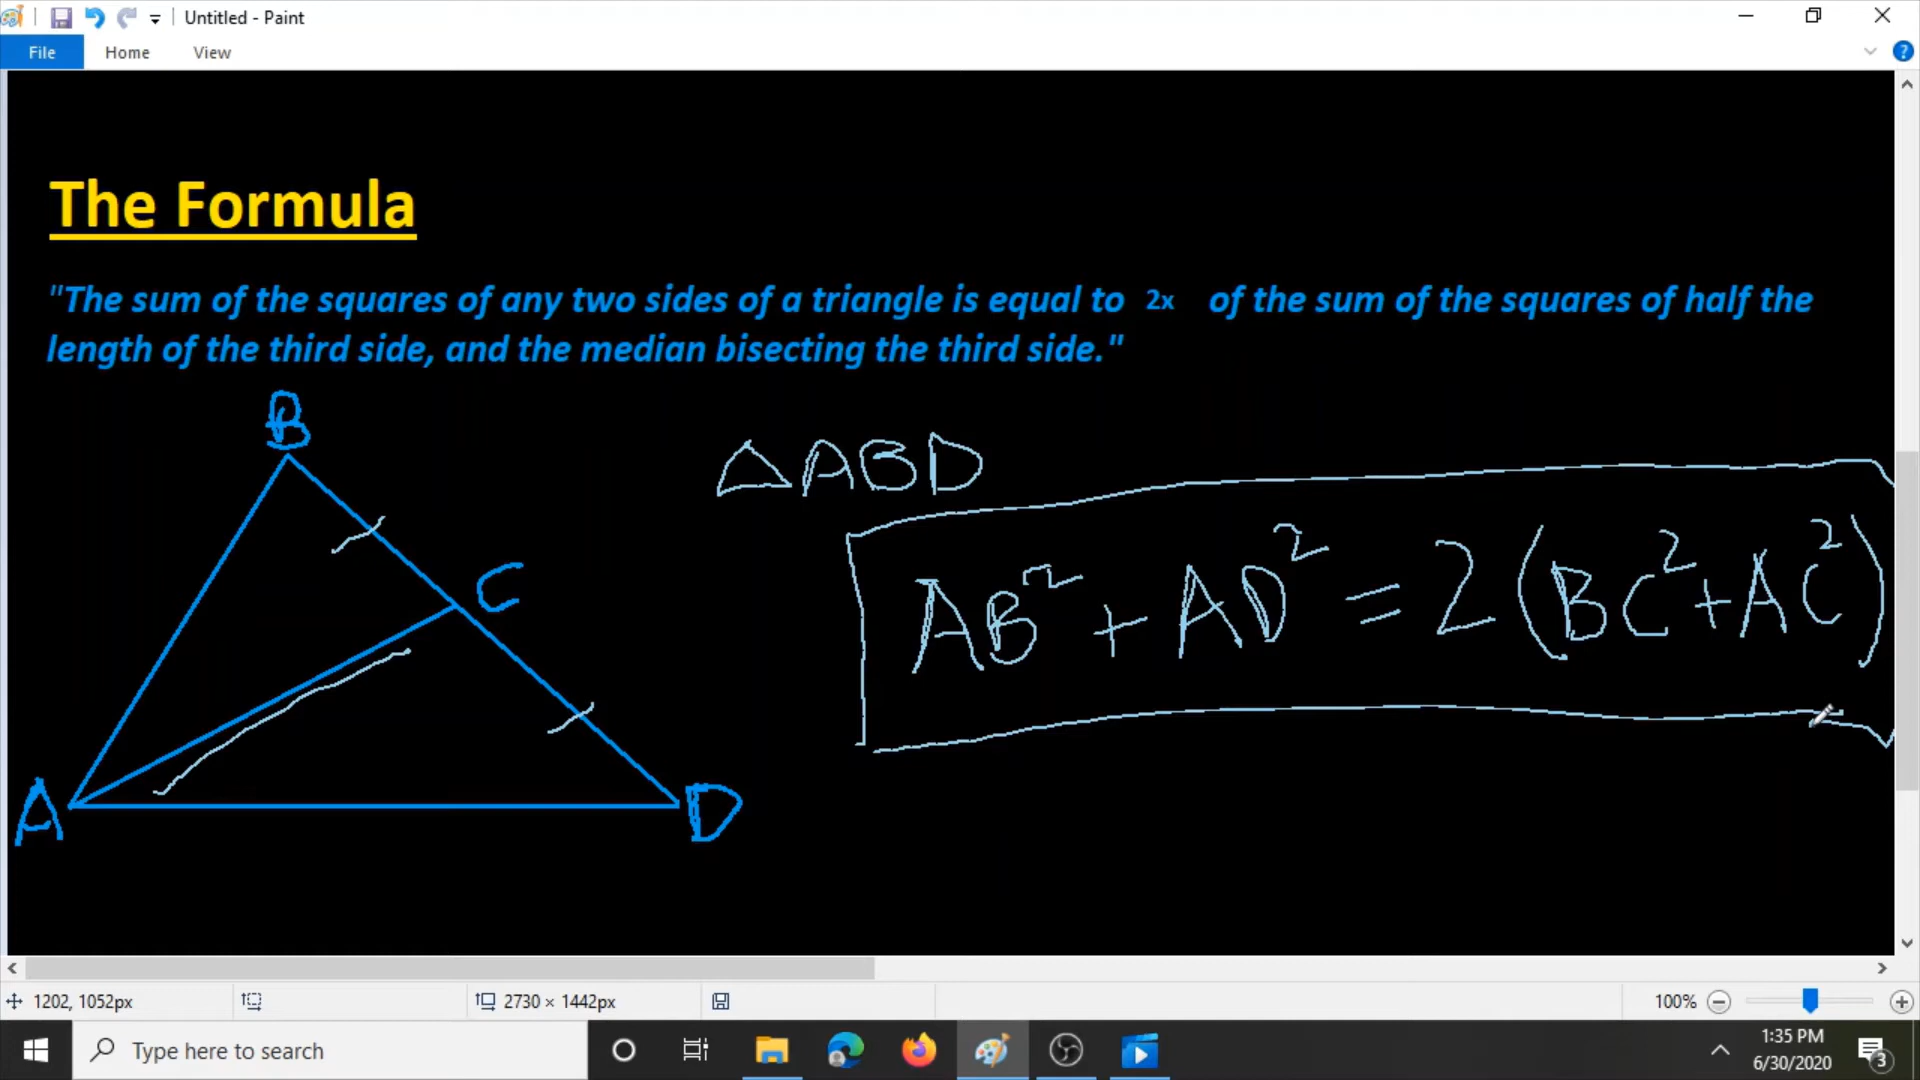 Untitled - Paint
File Home View
The Formula
"The sum of the squares of any two sides of a triangle is equal to 2x of the sum of the squares of half the
length of the third side, and the median bisecting the third side."
B
△ABD
C
AB² + AD² = 2(BC²+AC²)
A
D
1202, 1052px
2730 × 1442px
100%
Type here to search
1:35 PM
6/30/2020
3